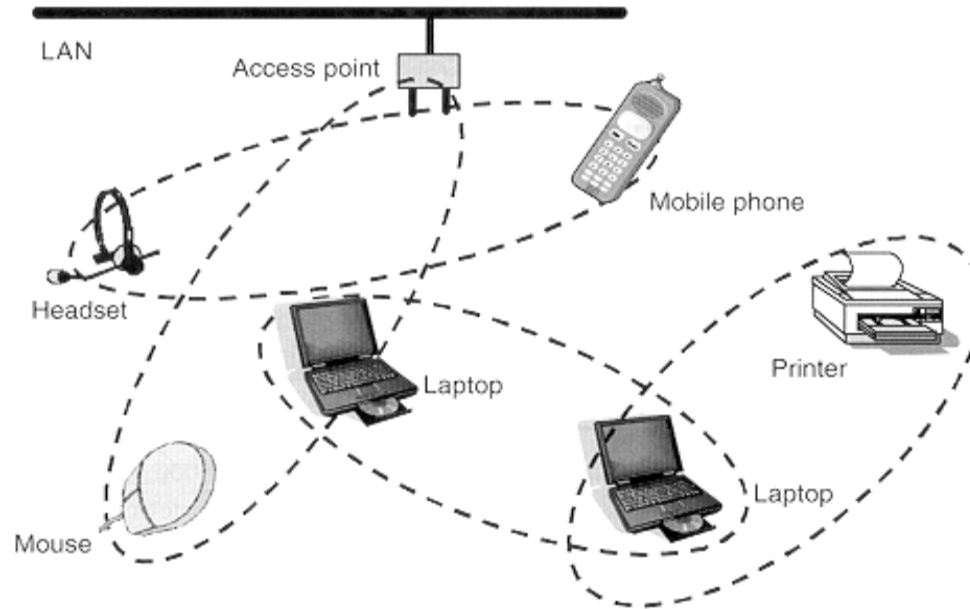 LAN
Access point
Mobile phone
Headset
Printer
Laptop
Laptop
Mouse